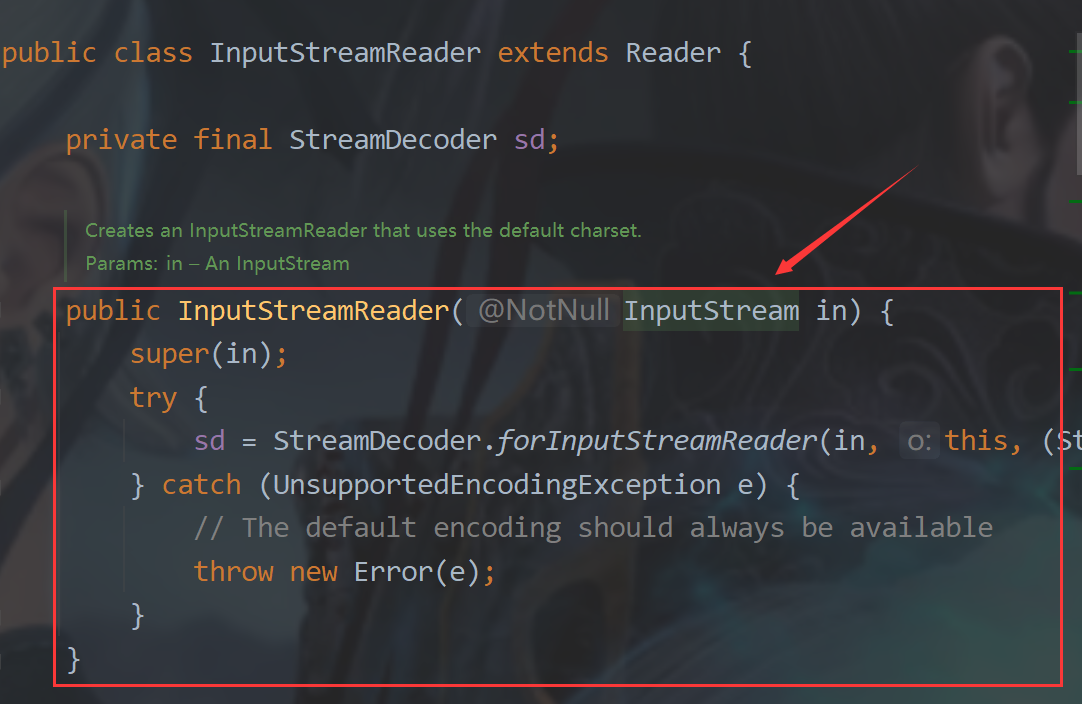 public class InputStreamReader extends Reader {
private final StreamDecoder sd;
Creates an InputStreamReader that uses the default charset.
Params: in – An InputStream
public InputStreamReader( @NotNull InputStream in) {
super(in);
try {
sd = StreamDecoder.forInputStreamReader(in, o: this, (St
} catch (UnsupportedEncodingException e) {
// The default encoding should always be available
throw new Error(e);
}
}